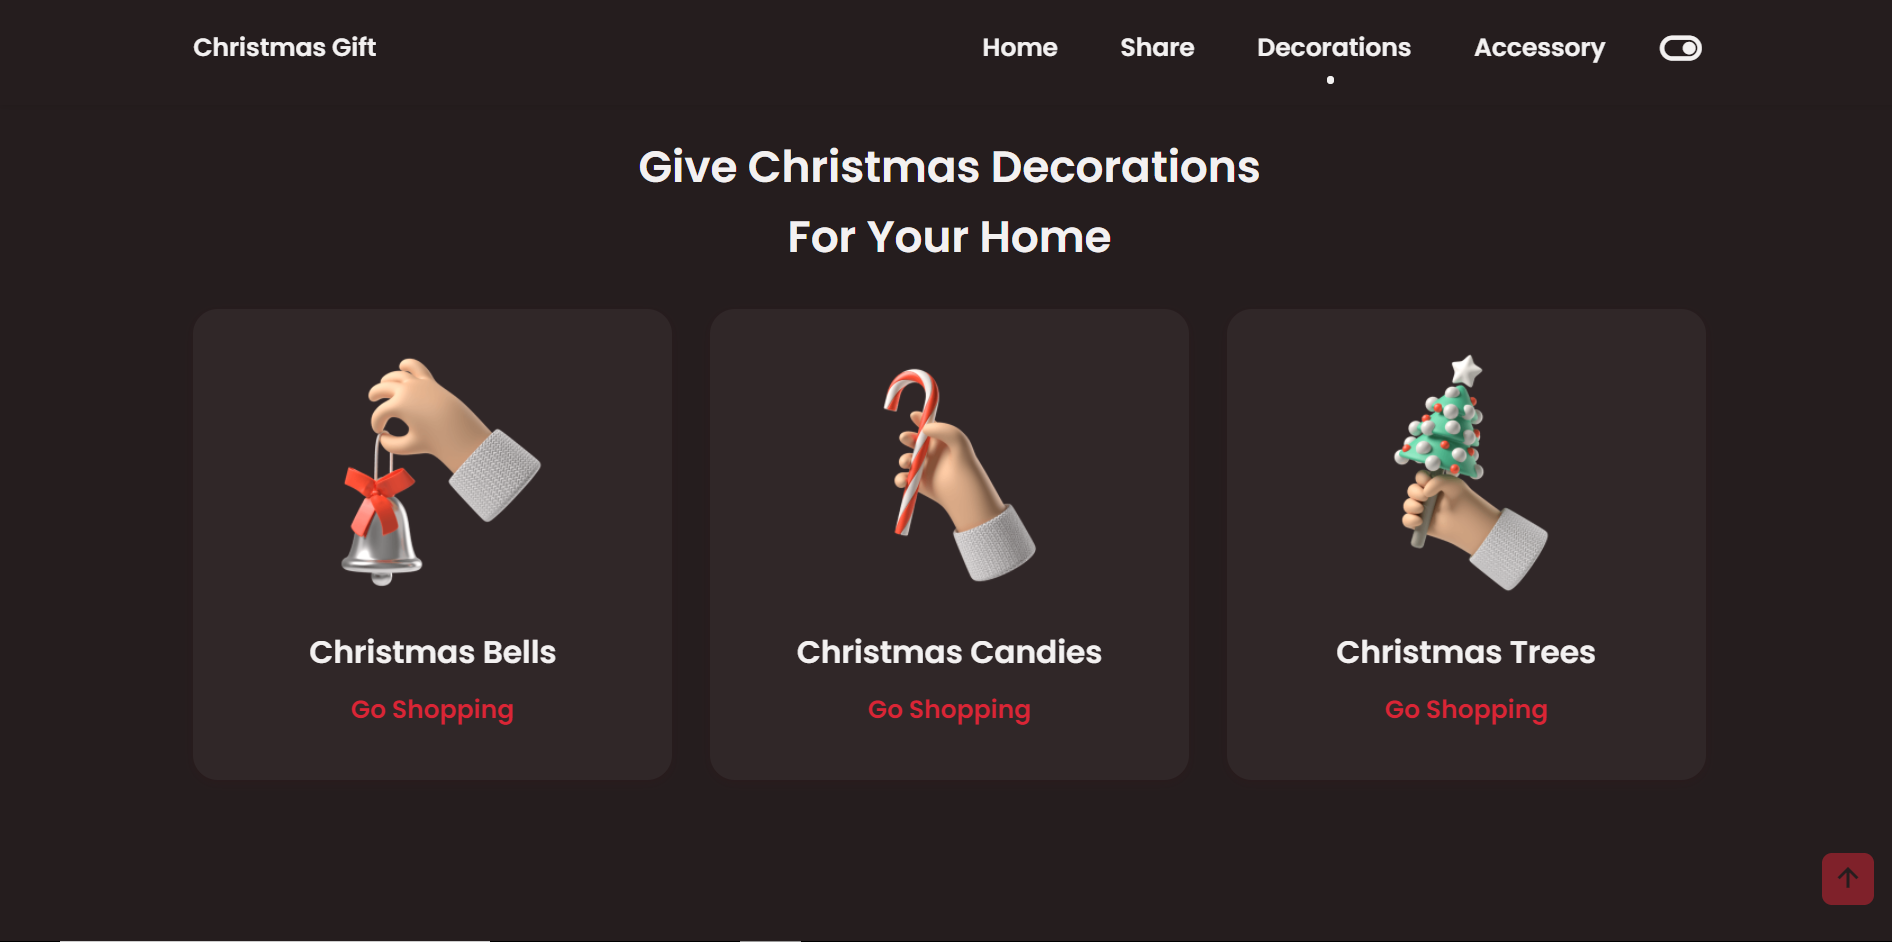 Christmas Gift
Home
Share
Decorations
Accessory
Give Christmas Decorations
For Your Home
Christmas Bells
Go Shopping
Christmas Candies
Go Shopping
Christmas Trees
Go Shopping